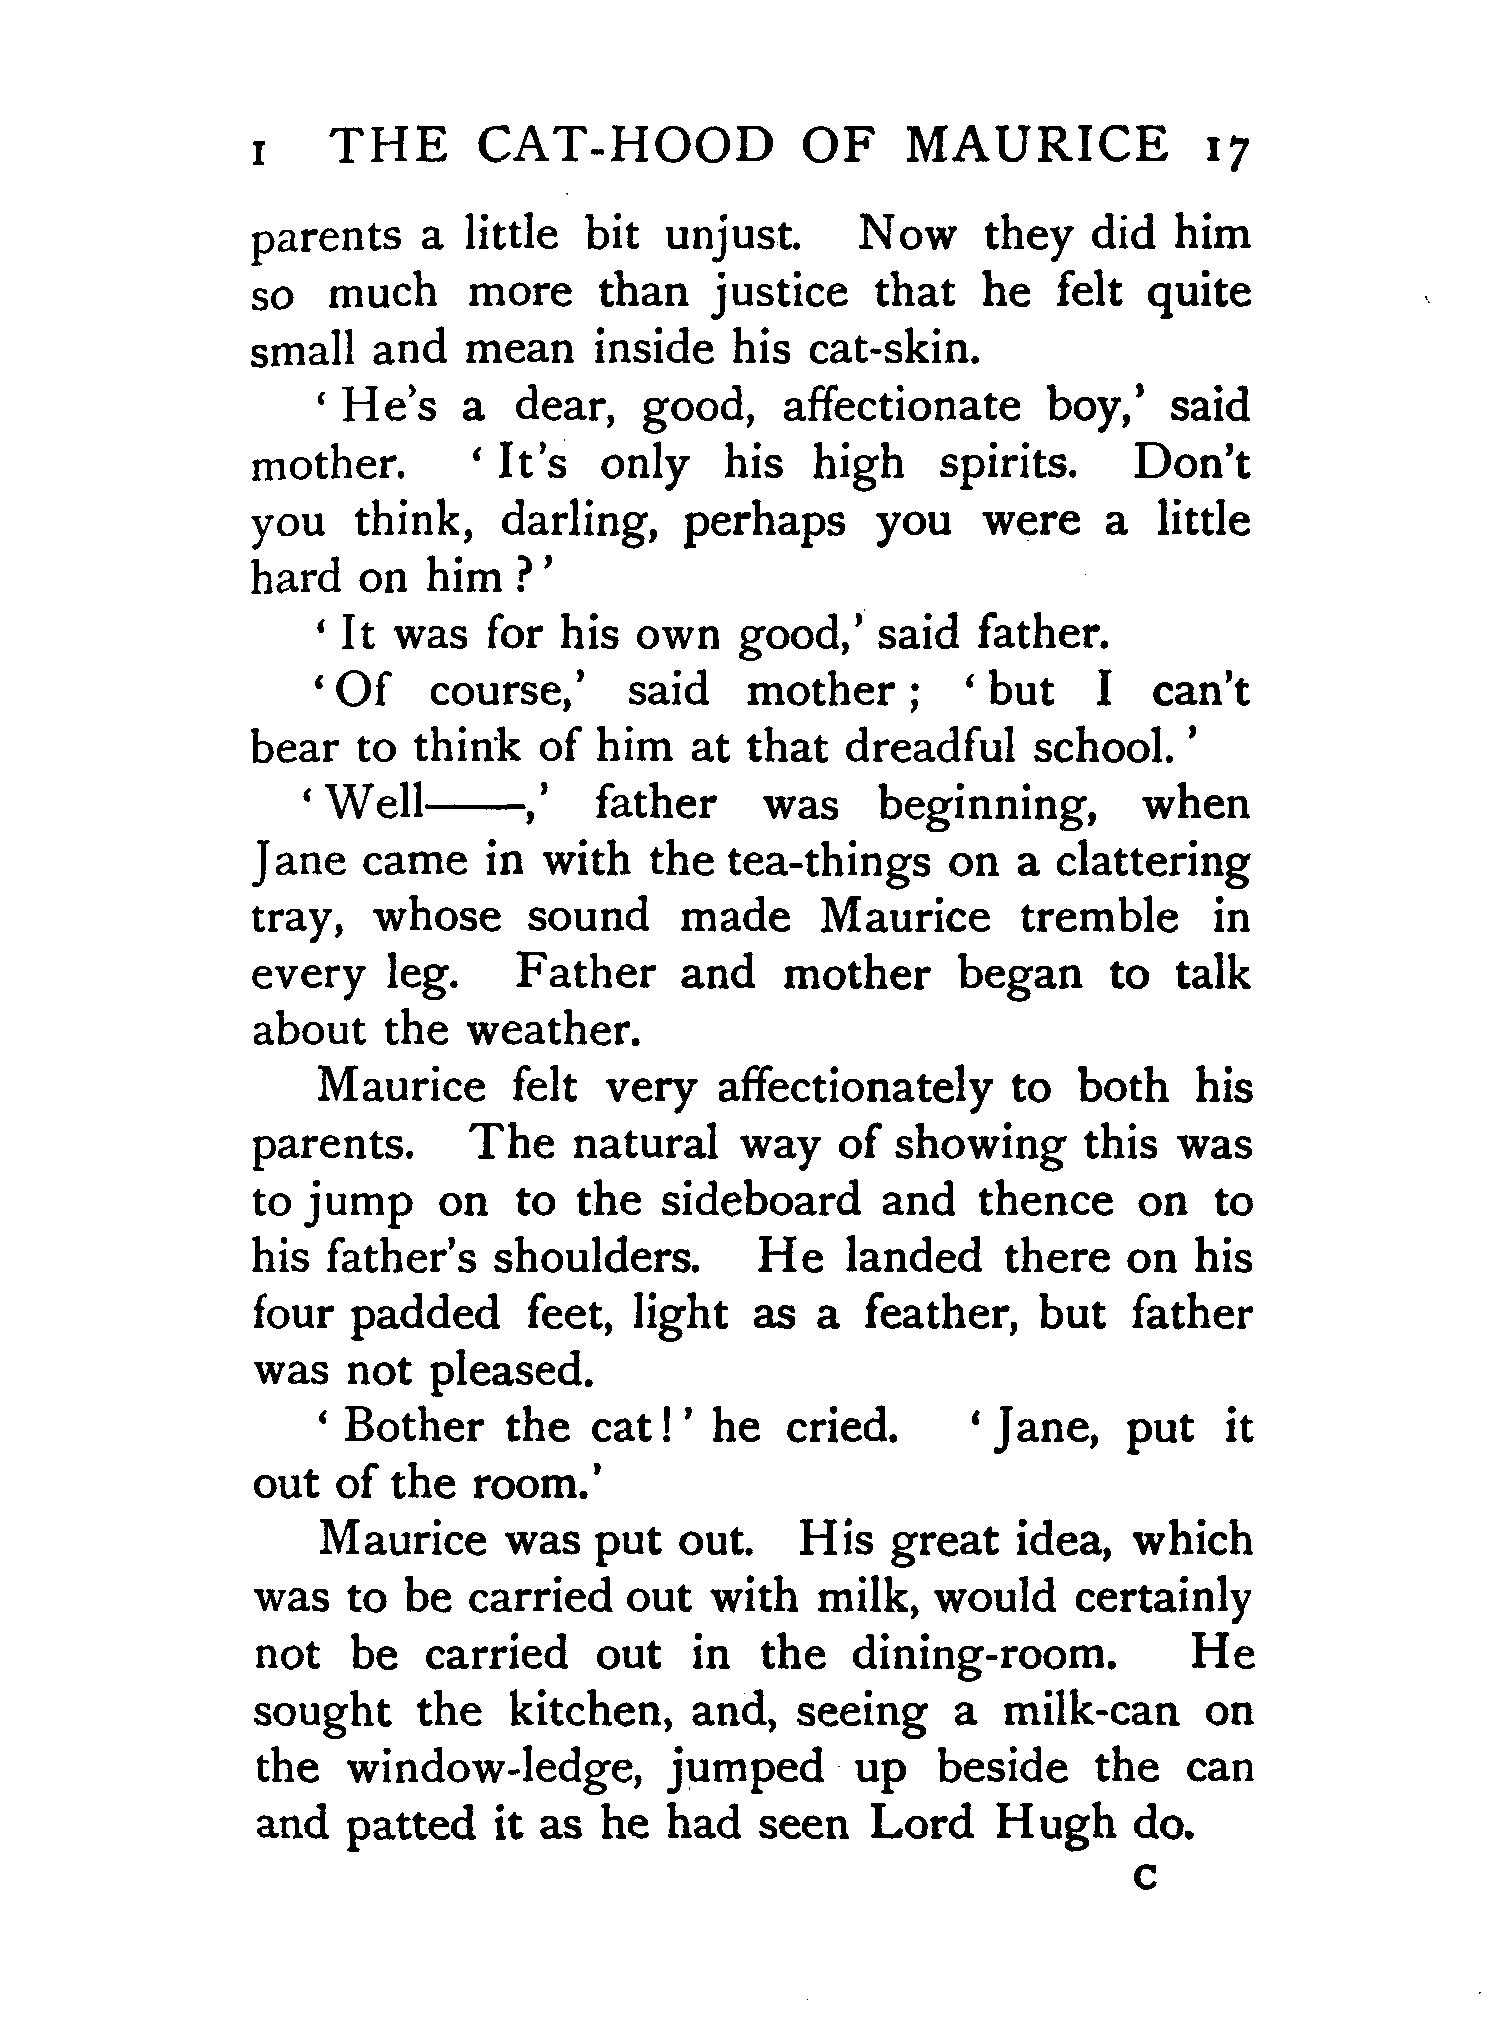 I THE CAT-HOOD OF MAURICE 17
parents a little bit unjust. Now they did him
so much more than justice that he felt quite
small and mean inside his cat-skin.
‘ He’s a dear, good, affectionate boy,’ said
mother. ‘ It’s only his high spirits. Don’t
you think, darling, perhaps you were a little
hard on him ? ’
‘ It was for his own good,’ said father.
‘ Of course,’ said mother ; ‘ but I can’t
bear to think of him at that dreadful school. ’
‘ Well——,’ father was beginning, when
Jane came in with the tea-things on a clattering
tray, whose sound made Maurice tremble in
every leg. Father and mother began to talk
about the weather.
Maurice felt very affectionately to both his
parents. The natural way of showing this was
to jump on to the sideboard and thence on to
his father’s shoulders. He landed there on his
four padded feet, light as a feather, but father
was not pleased.
‘ Bother the cat ! ’ he cried. ‘ Jane, put it
out of the room.’
Maurice was put out. His great idea, which
was to be carried out with milk, would certainly
not be carried out in the dining-room. He
sought the kitchen, and, seeing a milk-can on
the window-ledge, jumped up beside the can
and patted it as he had seen Lord Hugh do.
C